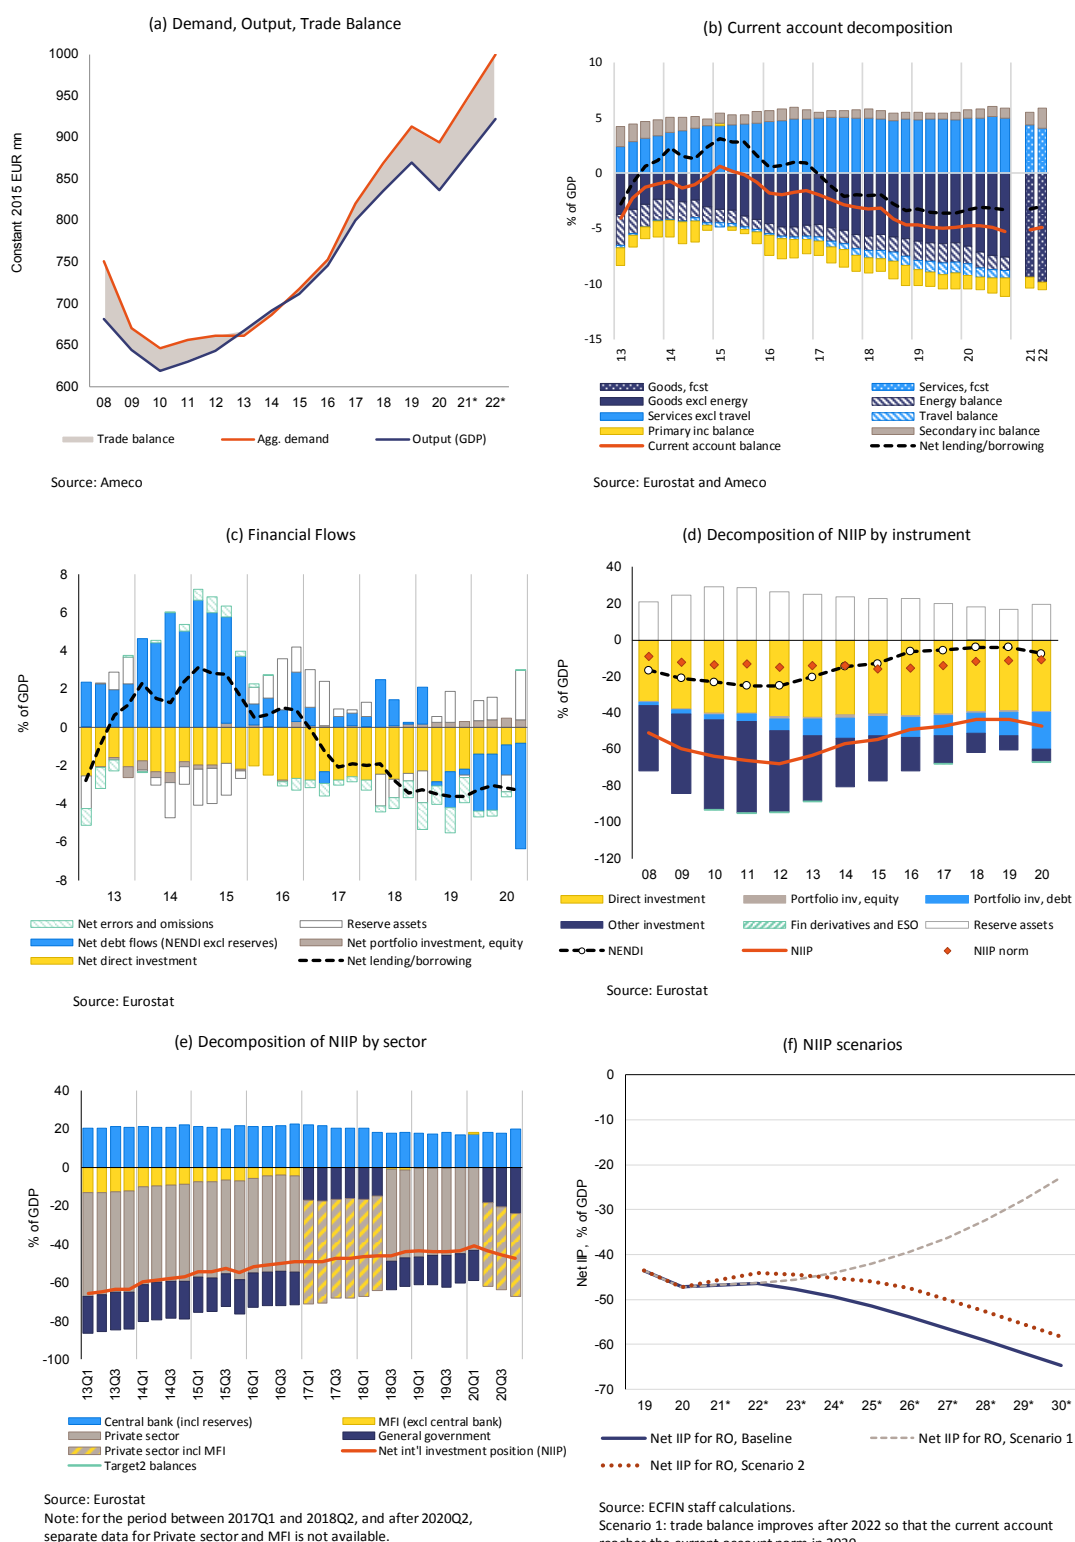 (a) Demand, Output, Trade Balance
Constant 2015 EUR mn
1000
950
900
850
800
750
700
650
600
08 09 10 11 12 13 14 15 16 17 18 19 20 21* 22*
Trade balance Agg. demand Output (GDP)
Source: Ameco
(b) Current account decomposition
% of GDP
10
5
0
-5
-10
-15
13 14 15 16 17 18 19 20 21 22
Goods, fcst Services, fcst
Goods excl energy Energy balance
Services excl travel Travel balance
Primary inc balance Secondary inc balance
Current account balance Net lending/borrowing
Source: Eurostat and Ameco
(c) Financial Flows
% of GDP
8
6
4
2
0
-2
-4
-6
-8
13 14 15 16 17 18 19 20
Net errors and omissions Reserve assets
Net debt flows (NENDI excl reserves) Net portfolio investment, equity
Net direct investment Net lending/borrowing
Source: Eurostat
(d) Decomposition of NIIP by instrument
% of GDP
40
20
0
-20
-40
-60
-80
-100
-120
08 09 10 11 12 13 14 15 16 17 18 19 20
Direct investment Portfolio inv, equity Portfolio inv, debt
Other investment Fin derivatives and ESO Reserve assets
NENDI NIIP NIIP norm
Source: Eurostat
(e) Decomposition of NIIP by sector
% of GDP
40
20
0
-20
-40
-60
-80
-100
13Q1 13Q3 14Q1 14Q3 15Q1 15Q3 16Q1 16Q3 17Q1 17Q3 18Q1 18Q3 19Q1 19Q3 20Q1 20Q3
Central bank (incl reserves) MFI (excl central bank)
Private sector General government
Private sector incl MFI Net int'l investment position (NIIP)
Target2 balances
Source: Eurostat
Note: for the period between 2017Q1 and 2018Q2, and after 2020Q2,
separate data for Private sector and MFI is not available.
(f) NIIP scenarios
Net IIP, % of GDP
0
-10
-20
-30
-40
-50
-60
-70
19 20 21* 22* 23* 24* 25* 26* 27* 28* 29* 30*
Net IIP for RO, Baseline Net IIP for RO, Scenario 1
Net IIP for RO, Scenario 2
Source: ECFIN staff calculations.
Scenario 1: trade balance improves after 2022 so that the current account